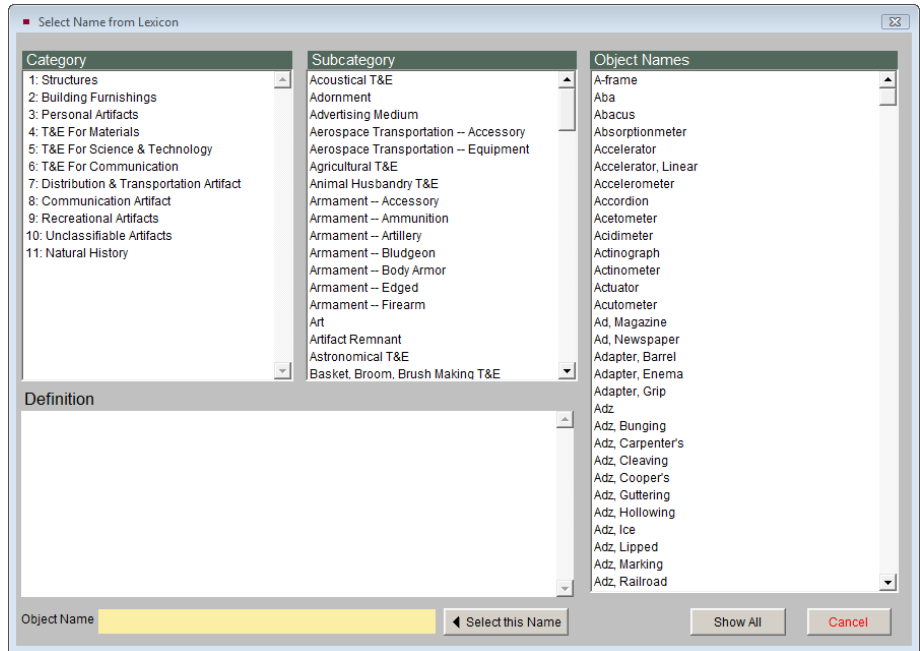 Select Name from Lexicon
Category
1: Structures
2: Building Furnishings
3: Personal Artifacts
4: T&E For Materials
5: T&E For Science & Technology
6: T&E For Communication
7: Distribution & Transportation Artifact
8: Communication Artifact
9: Recreational Artifacts
10: Unclassifiable Artifacts
11: Natural History
Subcategory
Acoustical T&E
Adornment
Advertising Medium
Aerospace Transportation -- Accessory
Aerospace Transportation -- Equipment
Agricultural T&E
Animal Husbandry T&E
Armament -- Accessory
Armament -- Ammunition
Armament -- Artillery
Armament -- Bludgeon
Armament -- Body Armor
Armament -- Edged
Armament -- Firearm
Art
Artifact Remnant
Astronomical T&E
Basket, Broom, Brush Making T&E
Object Names
A-frame
Aba
Abacus
Absorptionmeter
Accelerator
Accelerator, Linear
Accelerometer
Accordion
Acetometer
Acidimeter
Actinograph
Actinometer
Actuator
Acutometer
Ad, Magazine
Ad, Newspaper
Adapter, Barrel
Adapter, Enema
Adapter, Grip
Adz
Adz, Bunging
Adz, Carpenter's
Adz, Cleaving
Adz, Cooper's
Adz, Guttering
Adz, Hollowing
Adz, Ice
Adz, Lipped
Adz, Marking
Adz, Railroad
Definition
Object Name
Select this Name
Show All
Cancel